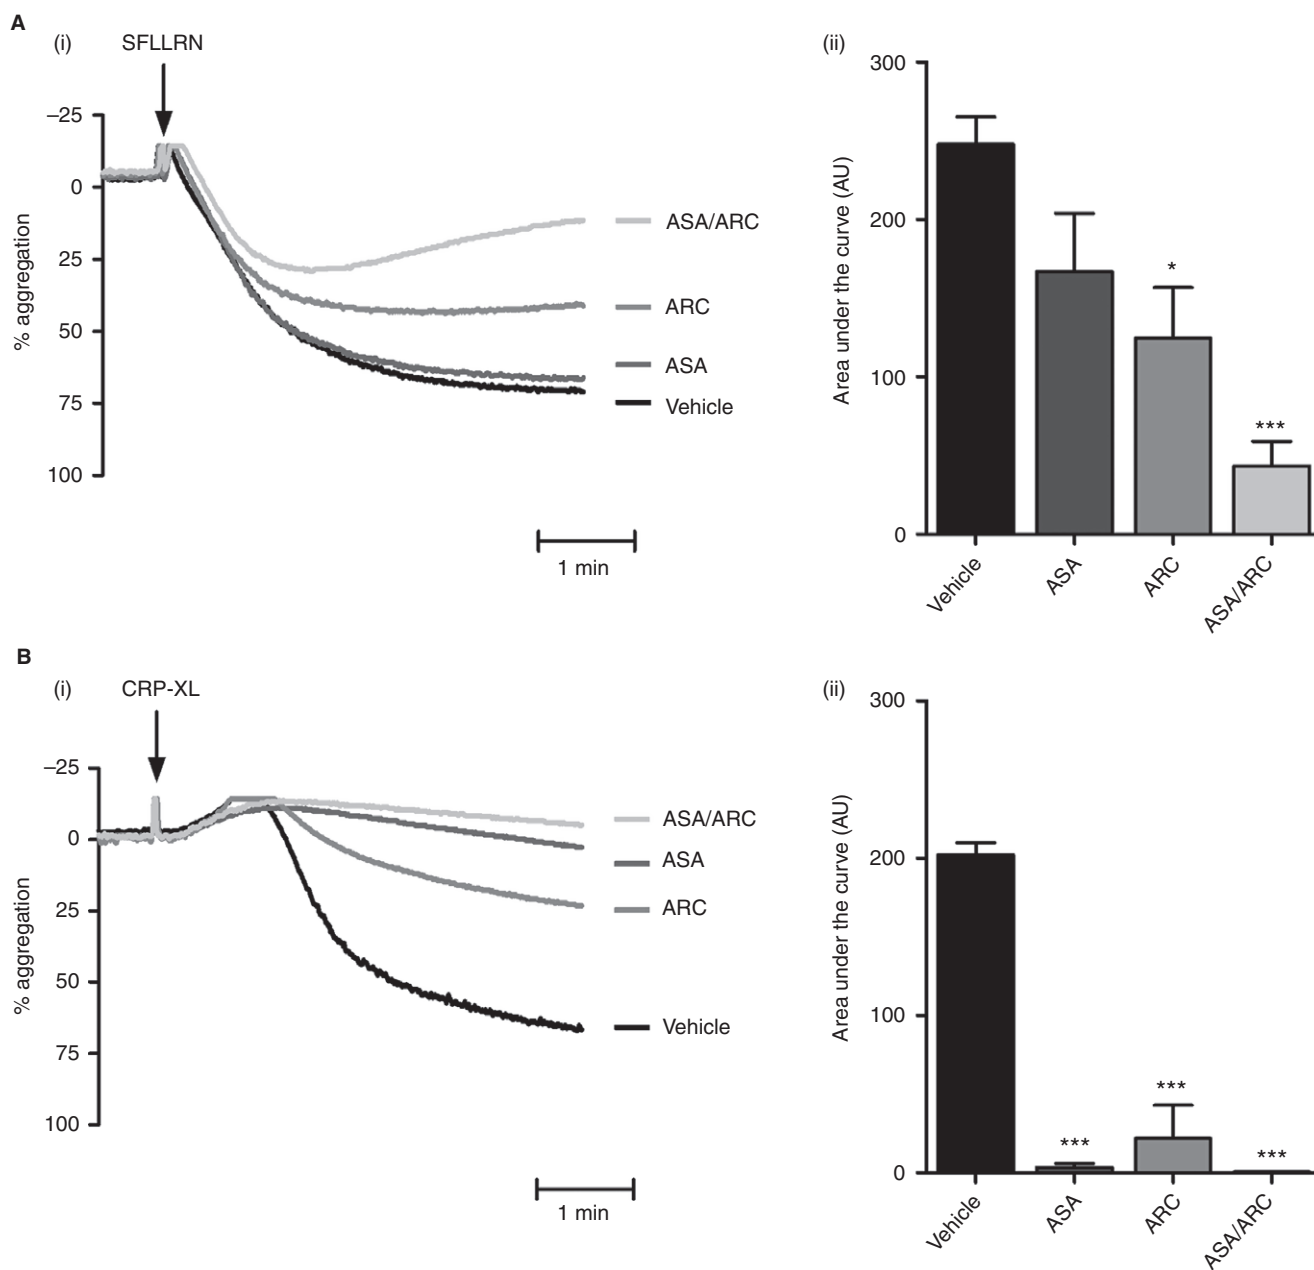 A
(i)
SFLLRN
–25
0
25
50
75
100
% aggregation
ASA/ARC
ARC
ASA
Vehicle
1 min
(ii)
300
200
100
0
Area under the curve (AU)
*
***
Vehicle
ASA
ARC
ASA/ARC
B
(i)
CRP-XL
–25
0
25
50
75
100
% aggregation
ASA/ARC
ASA
ARC
Vehicle
1 min
(ii)
300
200
100
0
Area under the curve (AU)
***
***
***
Vehicle
ASA
ARC
ASA/ARC